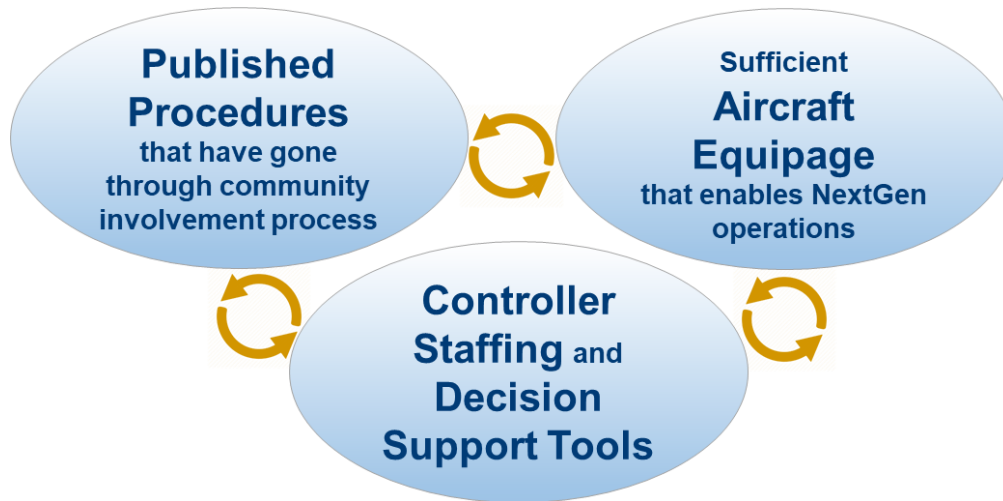 Published
Procedures
that have gone
through community
involvement process
Sufficient
Aircraft
Equipage
that enables NextGen
operations
Controller
Staffing and
Decision
Support Tools